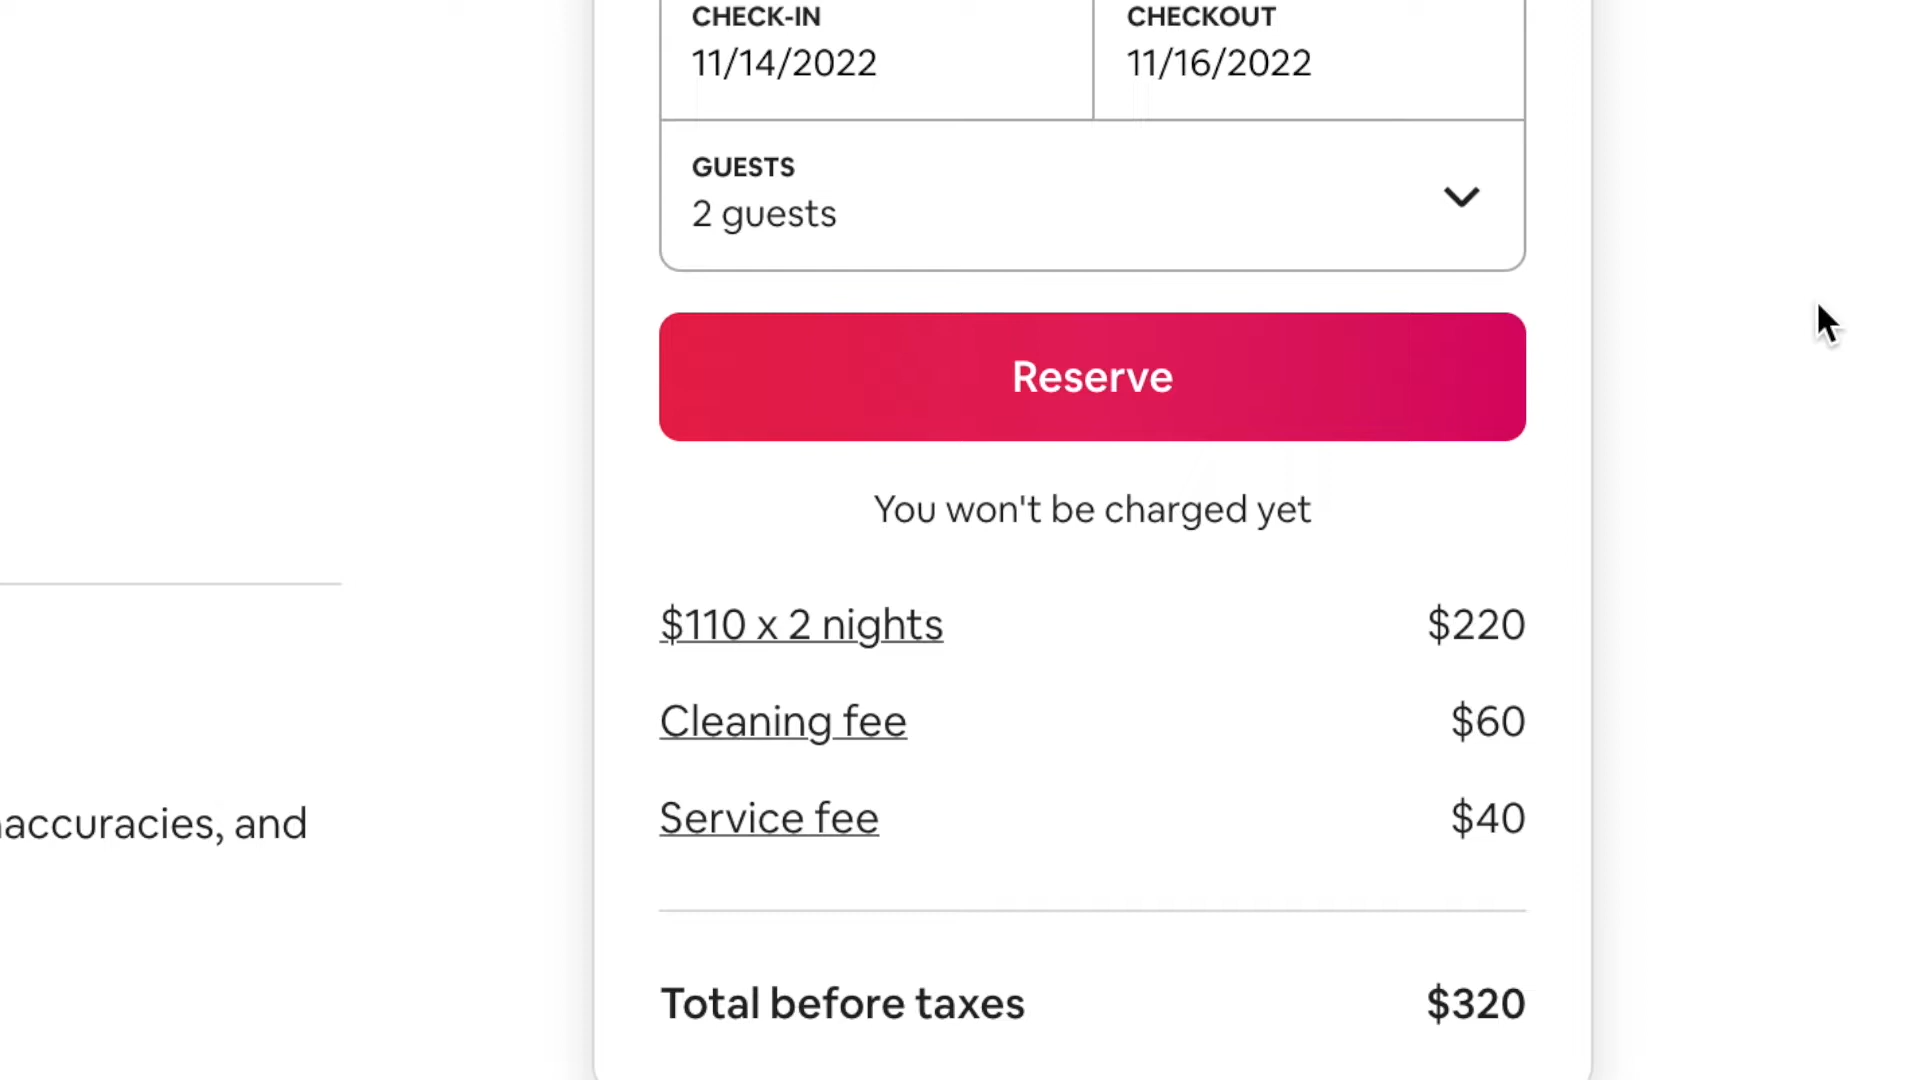 CHECK-IN
11/14/2022
CHECKOUT
11/16/2022
GUESTS
2 guests
Reserve
You won't be charged yet
$110 x 2 nights $220
Cleaning fee $60
Service fee $40
accuracies, and
Total before taxes $320